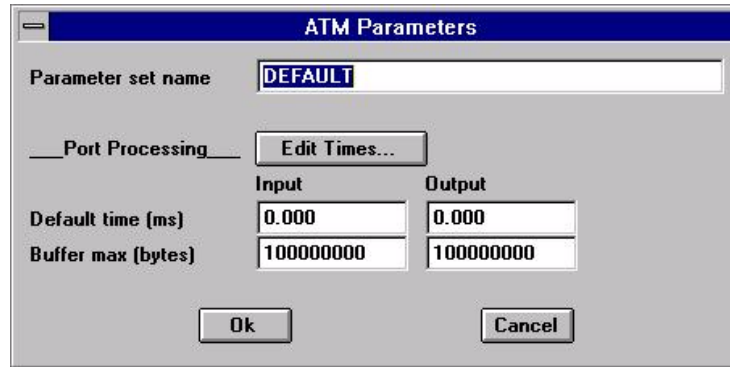 ATM Parameters
Parameter set name DEFAULT
___Port Processing___ Edit Times...
Input Output
Default time (ms) 0.000 0.000
Buffer max (bytes) 100000000 100000000
Ok Cancel